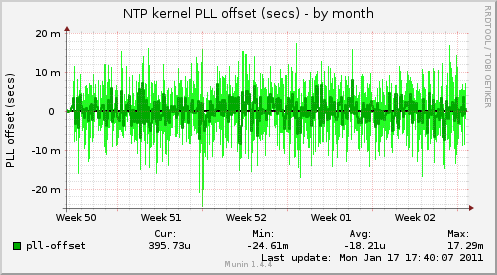 NTP kernel PLL offset (secs) - by month
RRDTOOL / TOBI OETIKER
PLL offset (secs)
20 m
10 m
0
-10 m
-20 m
Week 50 Week 51 Week 52 Week 01 Week 02
Cur: Min: Avg: Max:
pll-offset 395.73u -24.61m -18.21u 17.29m
Last update: Mon Jan 17 17:40:07 2011
Munin 1.4.4